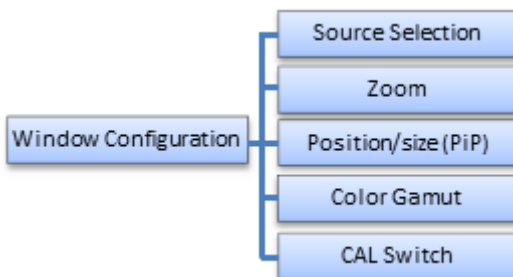 Source Selection
Zoom
Window Configuration
Position/size (PiP)
Color Gamut
CAL Switch